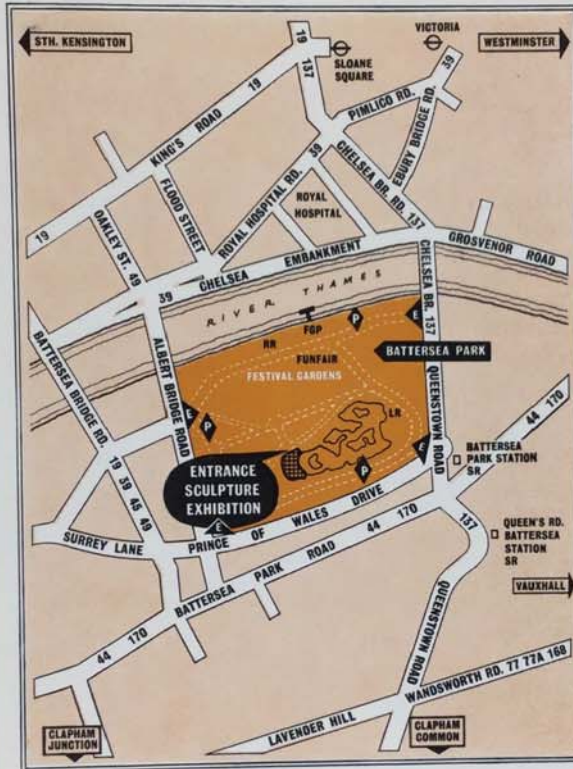 STH. KENSINGTON
VICTORIA
WESTMINSTER
19
137
SLOANE
SQUARE
39
PIMLICO RD.
EBURY BRIDGE RD.
KING'S ROAD 19
19
FLOOD STREET
OAKLEY ST. 49
ROYAL HOSPITAL RD. 39
CHELSEA BR. RD. 137
ROYAL
HOSPITAL
39 CHELSEA EMBANKMENT
GROSVENOR ROAD
RIVER THAMES
CHELSEA BR. 137
FGP
P
E
RR
FUNFAIR
BATTERSEA PARK
FESTIVAL GARDENS
BATTERSEA BRIDGE RD. 19 39 45 49
ALBERT BRIDGE ROAD
QUEENSTOWN ROAD
44 170
E
P
LR
E
P
BATTERSEA
PARK STATION
SR
ENTRANCE
SCULPTURE
EXHIBITION
E
SURREY LANE
PRINCE OF WALES DRIVE
137
QUEEN'S RD.
BATTERSEA
STATION
SR
44 170 BATTERSEA PARK ROAD 44 170
VAUXHALL
QUEENSTOWN ROAD
WANDSWORTH RD. 77 77A 168
LAVENDER HILL
CLAPHAM
JUNCTION
CLAPHAM
COMMON